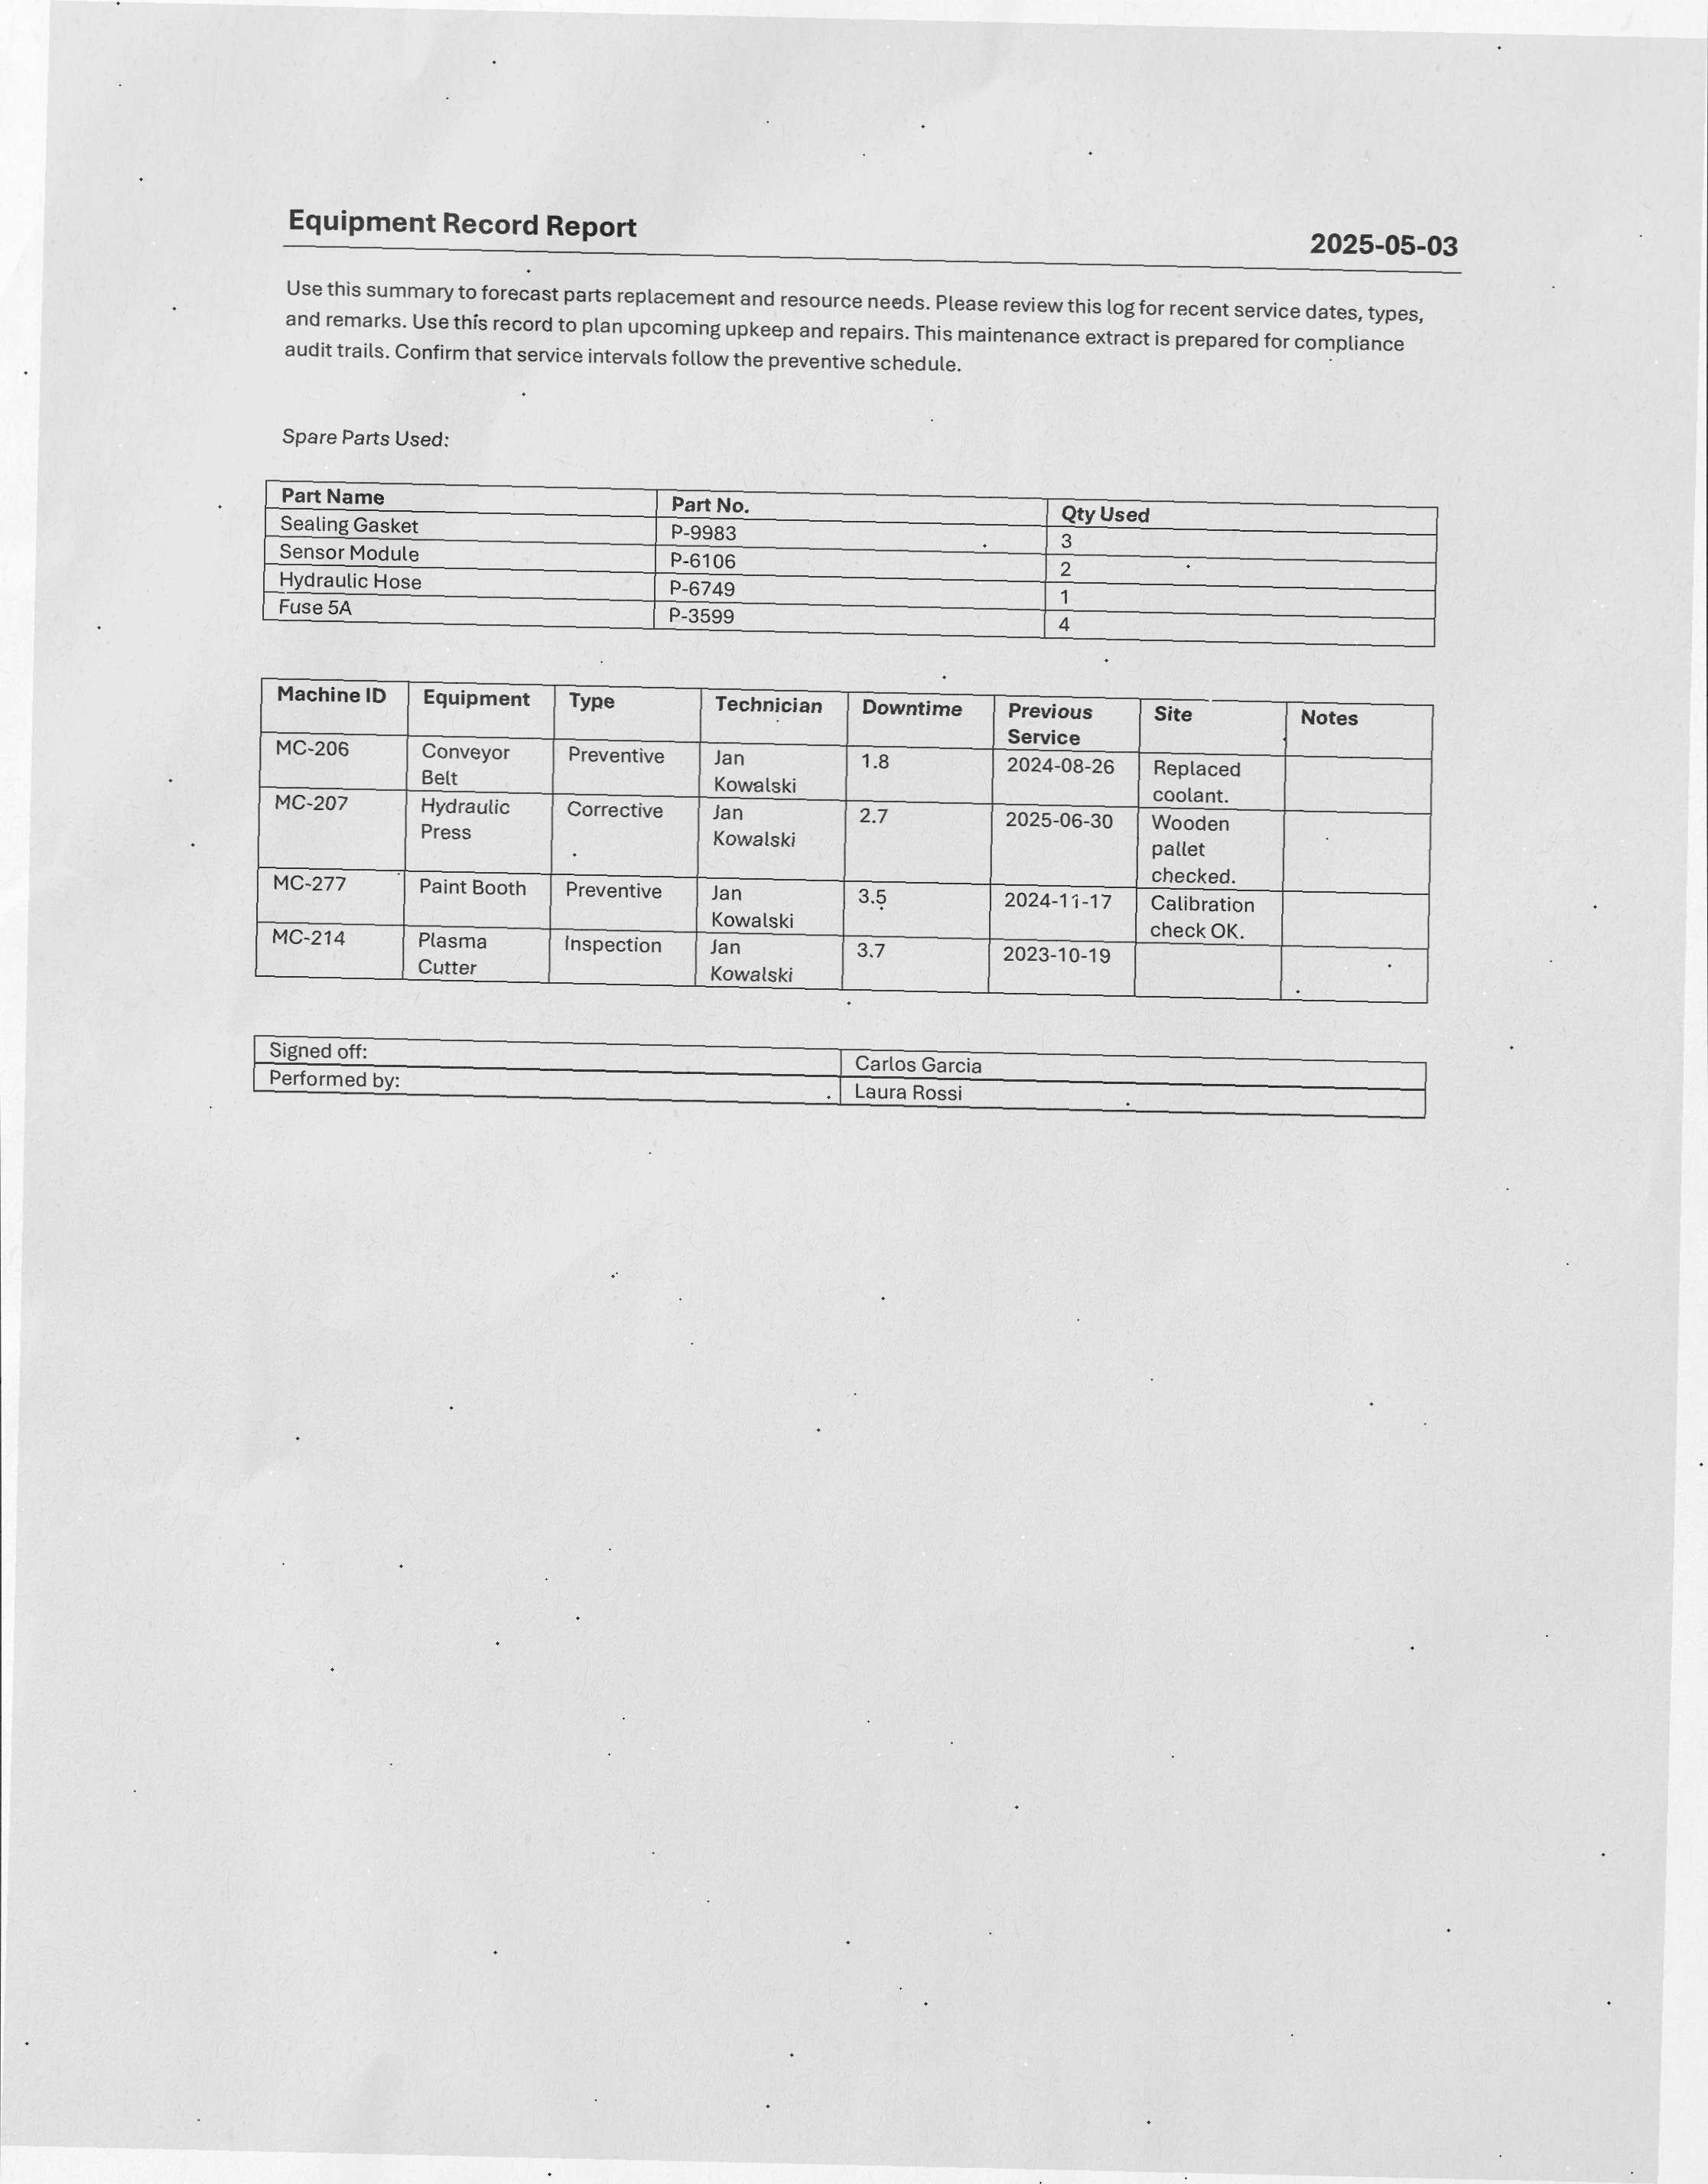 Equipment Record Report 2025-05-03
Use this summary to forecast parts replacement and resource needs. Please review this log for recent service dates, types,
and remarks. Use this record to plan upcoming upkeep and repairs. This maintenance extract is prepared for compliance
audit trails. Confirm that service intervals follow the preventive schedule.
Spare Parts Used:
Part Name Part No. Qty Used
Sealing Gasket P-9983 3
Sensor Module P-6106 2
Hydraulic Hose P-6749 1
Fuse 5A P-3599 4
Machine ID Equipment Type Technician Downtime Previous Site Notes
Service
MC-206 Conveyor Preventive Jan 1.8 2024-08-26 Replaced
Belt Kowalski coolant.
MC-207 Hydraulic Corrective Jan 2.7 2025-06-30 Wooden
Press Kowalski pallet
checked.
MC-277 Paint Booth Preventive Jan 3.5 2024-11-17 Calibration
Kowalski check OK.
MC-214 Plasma Inspection Jan 3.7 2023-10-19
Cutter Kowalski
Signed off: Carlos Garcia
Performed by: Laura Rossi